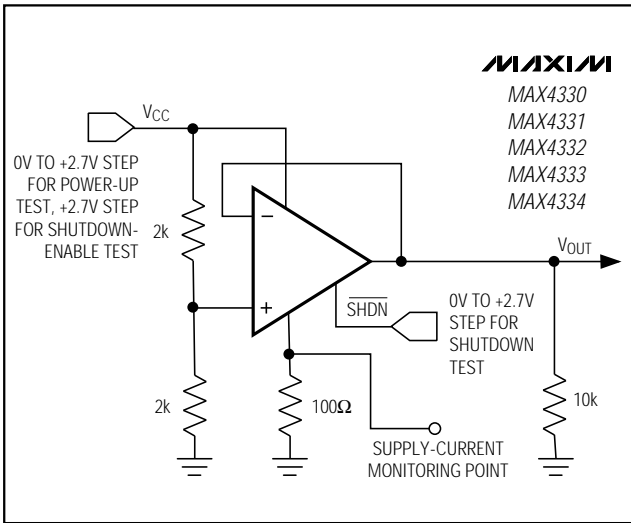 MAXIM
MAX4330
MAX4331
MAX4332
MAX4333
MAX4334
VCC
0V TO +2.7V STEP
FOR POWER-UP
TEST, +2.7V STEP
FOR SHUTDOWN-
ENABLE TEST
2k
−
+
SHDN
VOUT
0V TO +2.7V
STEP FOR
SHUTDOWN
TEST
2k
100Ω
10k
SUPPLY-CURRENT
MONITORING POINT